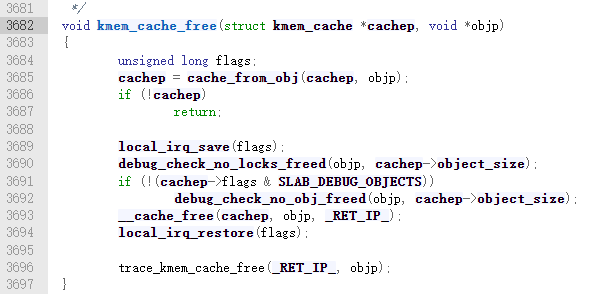 3681 */
3682 void kmem_cache_free(struct kmem_cache *cachep, void *objp)
3683 {
3684 unsigned long flags;
3685 cachep = cache_from_obj(cachep, objp);
3686 if (!cachep)
3687 return;
3688
3689 local_irq_save(flags);
3690 debug_check_no_locks_freed(objp, cachep->object_size);
3691 if (!(cachep->flags & SLAB_DEBUG_OBJECTS))
3692 debug_check_no_obj_freed(objp, cachep->object_size);
3693 __cache_free(cachep, objp, _RET_IP_);
3694 local_irq_restore(flags);
3695
3696 trace_kmem_cache_free(_RET_IP_, objp);
3697 }